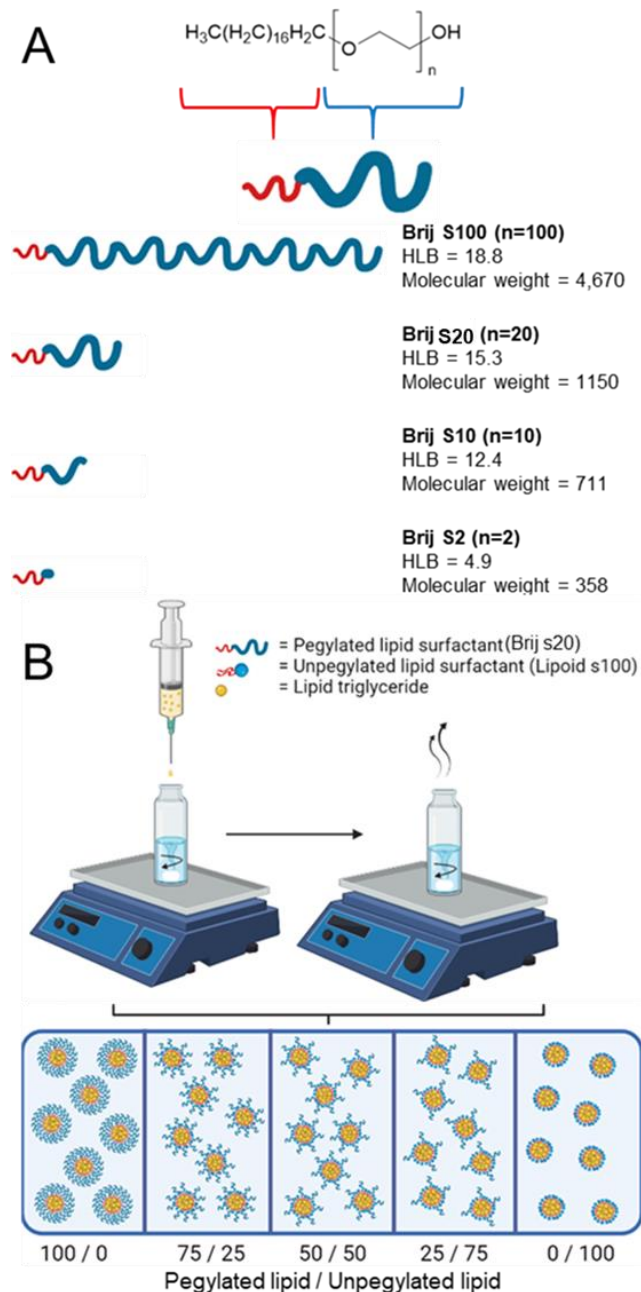 A
H₃C(H₂C)₁₆H₂C
O
OH
n
Brij S100 (n=100)
HLB = 18.8
Molecular weight = 4,670
Brij S20 (n=20)
HLB = 15.3
Molecular weight = 1150
Brij S10 (n=10)
HLB = 12.4
Molecular weight = 711
Brij S2 (n=2)
HLB = 4.9
Molecular weight = 358
B
= Pegylated lipid surfactant(Brij s20)
= Unpegylated lipid surfactant (Lipoid s100)
= Lipid triglyceride
100 / 0 75 / 25 50 / 50 25 / 75 0 / 100
Pegylated lipid / Unpegylated lipid